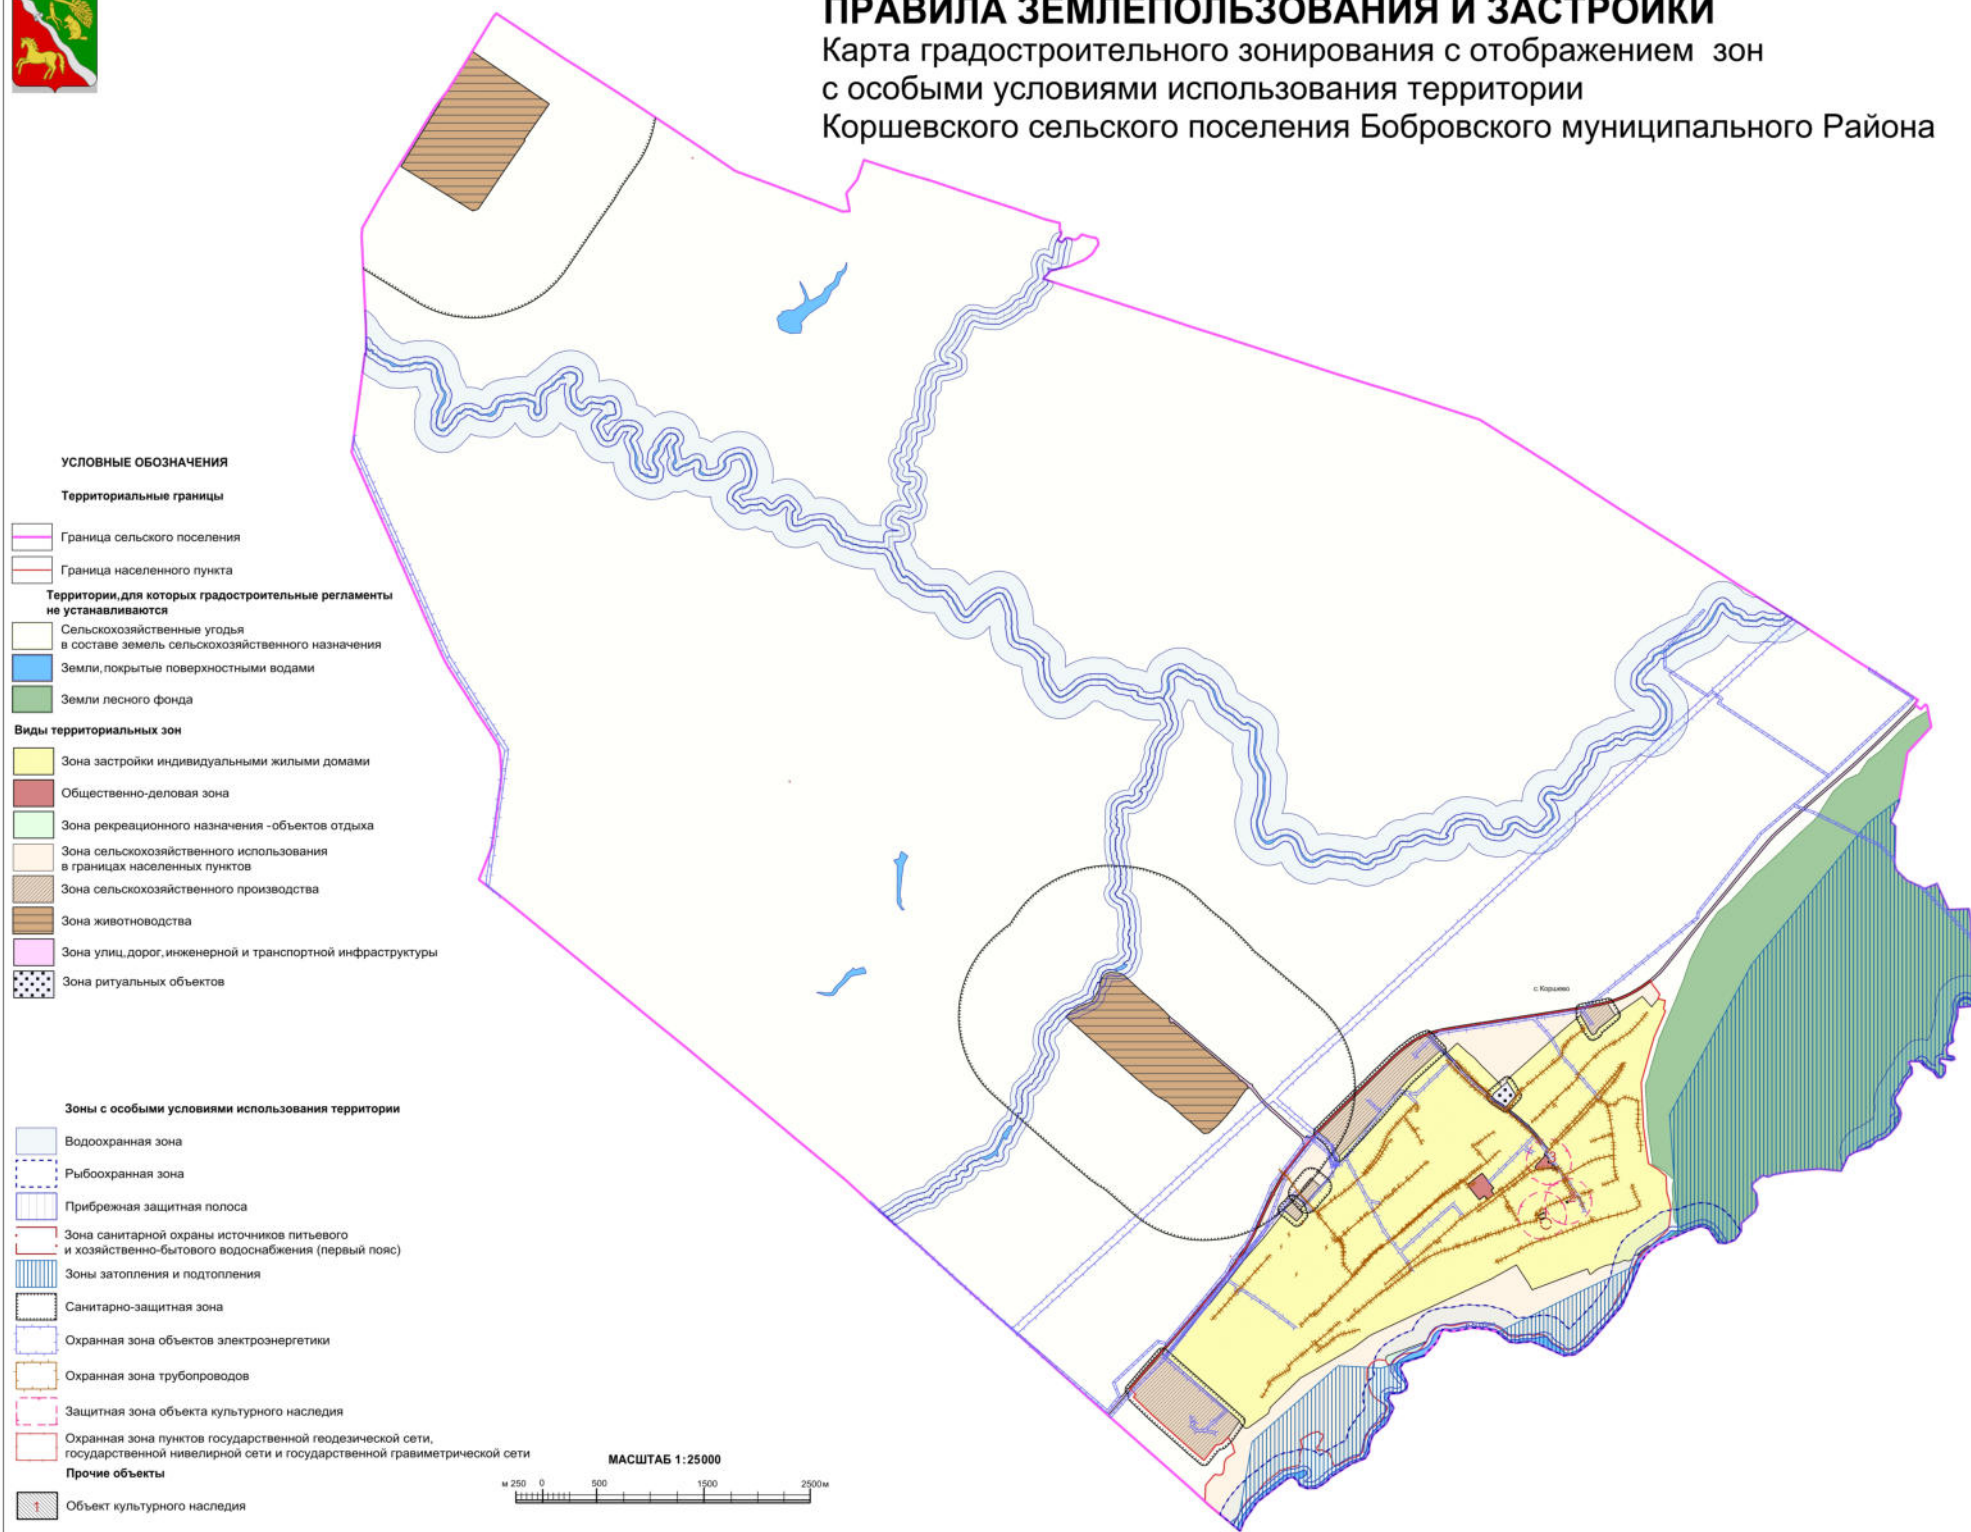 ПРАВИЛА ЗЕМЛЕПОЛЬЗОВАНИЯ И ЗАСТРОЙКИ
Карта градостроительного зонирования с отображением зон
с особыми условиями использования территории
Коршевского сельского поселения Бобровского муниципального Района
УСЛОВНЫЕ ОБОЗНАЧЕНИЯ
Территориальные границы
Граница сельского поселения
Граница населенного пункта
Территории, для которых градостроительные регламенты
не устанавливаются
Сельскохозяйственные угодья
в составе земель сельскохозяйственного назначения
Земли, покрытые поверхностными водами
Земли лесного фонда
Виды территориальных зон
Зона застройки индивидуальными жилыми домами
Общественно-деловая зона
Зона рекреационного назначения -объектов отдыха
Зона сельскохозяйственного использования
в границах населенных пунктов
Зона сельскохозяйственного производства
Зона животноводства
Зона улиц, дорог, инженерной и транспортной инфраструктуры
Зона ритуальных объектов
с. Коршево
Зоны с особыми условиями использования территории
Водоохранная зона
Рыбоохранная зона
Прибрежная защитная полоса
Зона санитарной охраны источников питьевого
и хозяйственно-бытового водоснабжения (первый пояс)
Зоны затопления и подтопления
Санитарно-защитная зона
Охранная зона объектов электроэнергетики
Охранная зона трубопроводов
Защитная зона объекта культурного наследия
Охранная зона пунктов государственной геодезической сети,
государственной нивелирной сети и государственной гравиметрической сети
Прочие объекты
1 Объект культурного наследия
МАСШТАБ 1:25000
м 250 0 500 1500 2500м